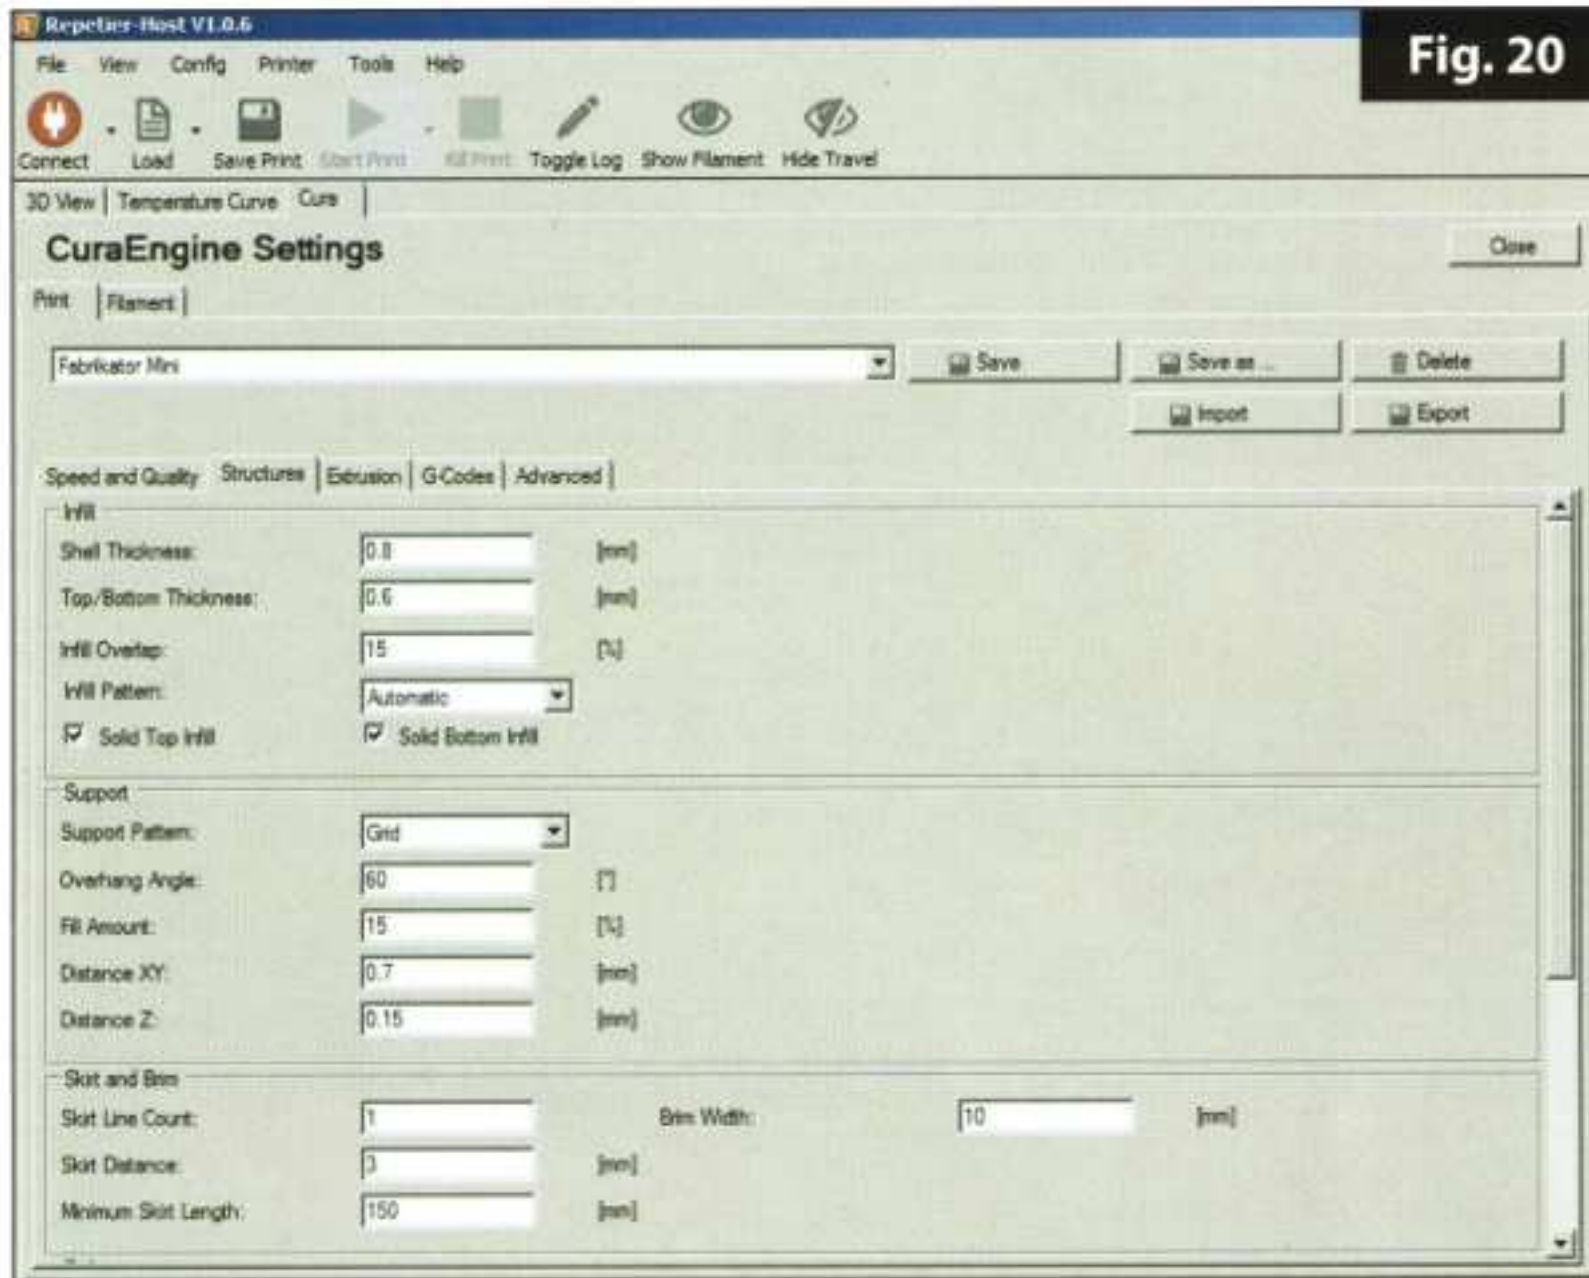 Repetier-Host V1.0.6
Fig. 20
File View Config Printer Tools Help
Connect Load Save Print Start Print Kill Print Toggle Log Show Filament Hide Travel
3D View Temperature Curve Cura
CuraEngine Settings
Close
Print Filament
Fabrikator Mini
Save Save as ... Delete
Import Export
Speed and Quality Structures Extrusion G-Codes Advanced
Infill
Shell Thickness: 0.8 [mm]
Top/Bottom Thickness: 0.6 [mm]
Infill Overlap: 15 [%]
Infill Pattern: Automatic
Solid Top Infill Solid Bottom Infill
Support
Support Pattern: Grid
Overhang Angle: 60 [°]
Fill Amount: 15 [%]
Distance XY: 0.7 [mm]
Distance Z: 0.15 [mm]
Skirt and Brim
Skirt Line Count: 1 Brim Width: 10 [mm]
Skirt Distance: 3 [mm]
Minimum Skirt Length: 150 [mm]